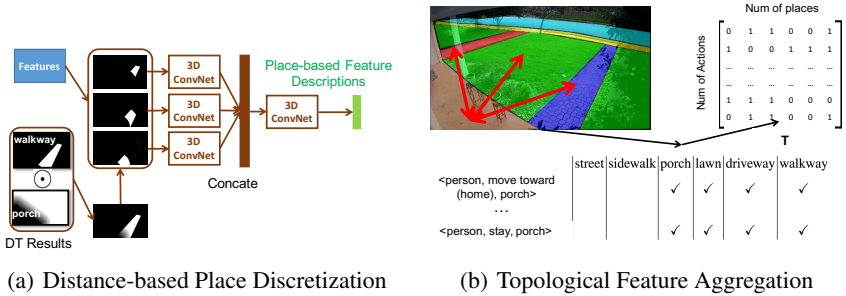 Features
3D
ConvNet
3D
ConvNet
3D
ConvNet
Concate
3D
ConvNet
Place-based Feature
Descriptions
walkway
porch
DT Results
(a) Distance-based Place Discretization
Num of places
Num of Actions
0 1 1 0 0 1
1 0 0 1 1 1
... ... ... ... ... ...
... ... ... ... ... ...
1 1 1 0 0 0
0 1 1 0 0 1
T
street sidewalk porch lawn driveway walkway
<person, move toward
(home), porch> ✓ ✓ ✓ ✓
...
<person, stay, porch> ✓ ✓ ✓ ✓
(b) Topological Feature Aggregation